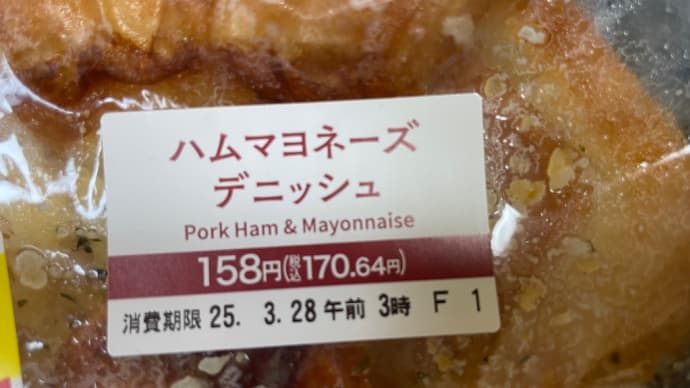 ハムマヨネーズ
デニッシュ
Pork Ham & Mayonnaise
158円(税込170.64円)
消費期限 25. 3. 28 午前 3時 F 1